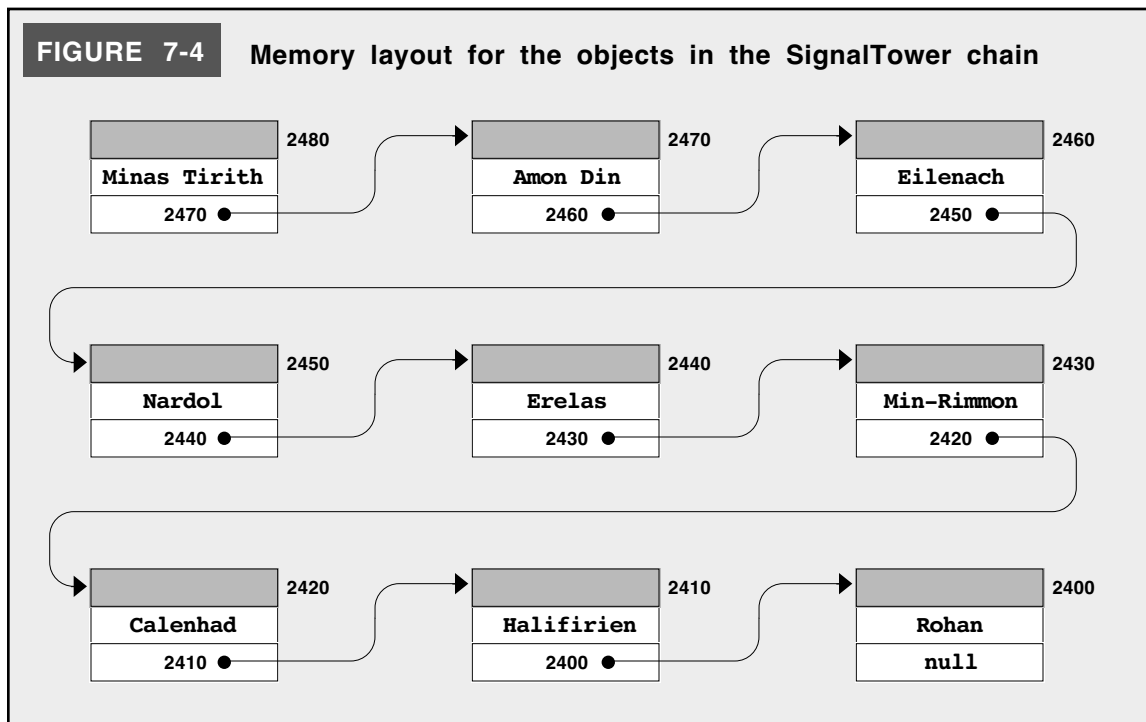 FIGURE 7-4 Memory layout for the objects in the SignalTower chain
2480 2470 2460
Minas Tirith Amon Din Eilenach
2470 2460 2450
2450 2440 2430
Nardol Erelas Min-Rimmon
2440 2430 2420
2420 2410 2400
Calenhad Halifirien Rohan
2410 2400 null